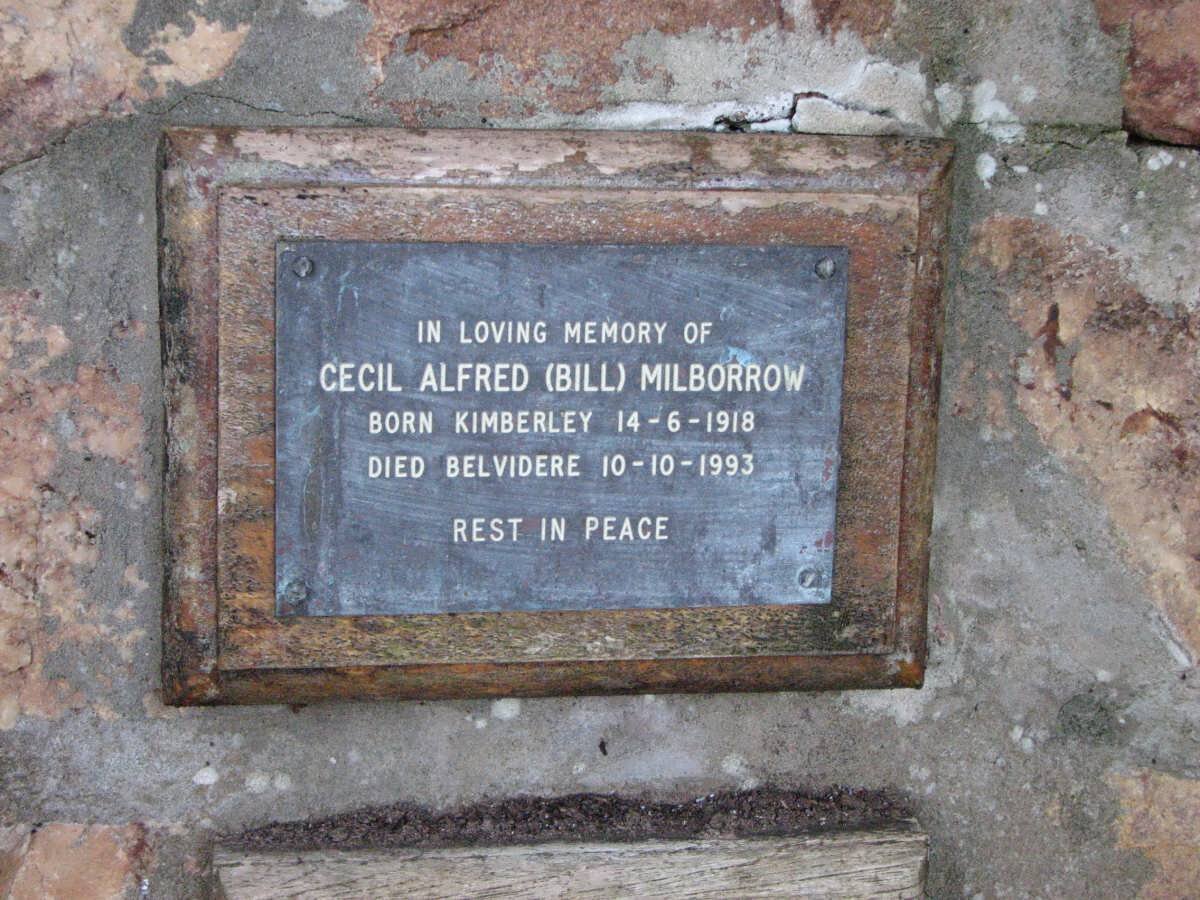 IN LOVING MEMORY OF
CECIL ALFRED (BILL) MILBORROW
BORN KIMBERLEY 14-6-1918
DIED BELVIDERE 10-10-1993
REST IN PEACE